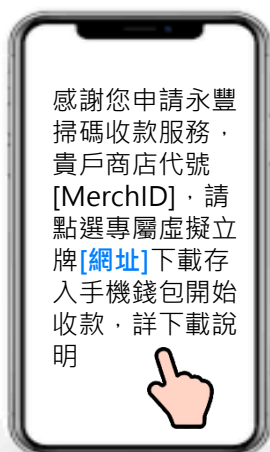 感謝您申請永豐
掃碼收款服務，
貴戶商店代號
[MerchID]，請
點選專屬虛擬立
牌[網址]下載存
入手機錢包開始
收款，詳下載說
明